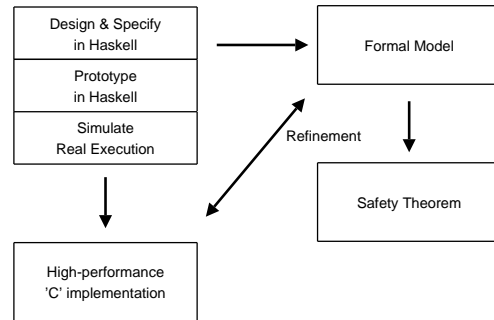 Design & Specify
in Haskell
Prototype
in Haskell
Simulate
Real Execution
Formal Model
Refinement
Safety Theorem
High-performance
'C' implementation